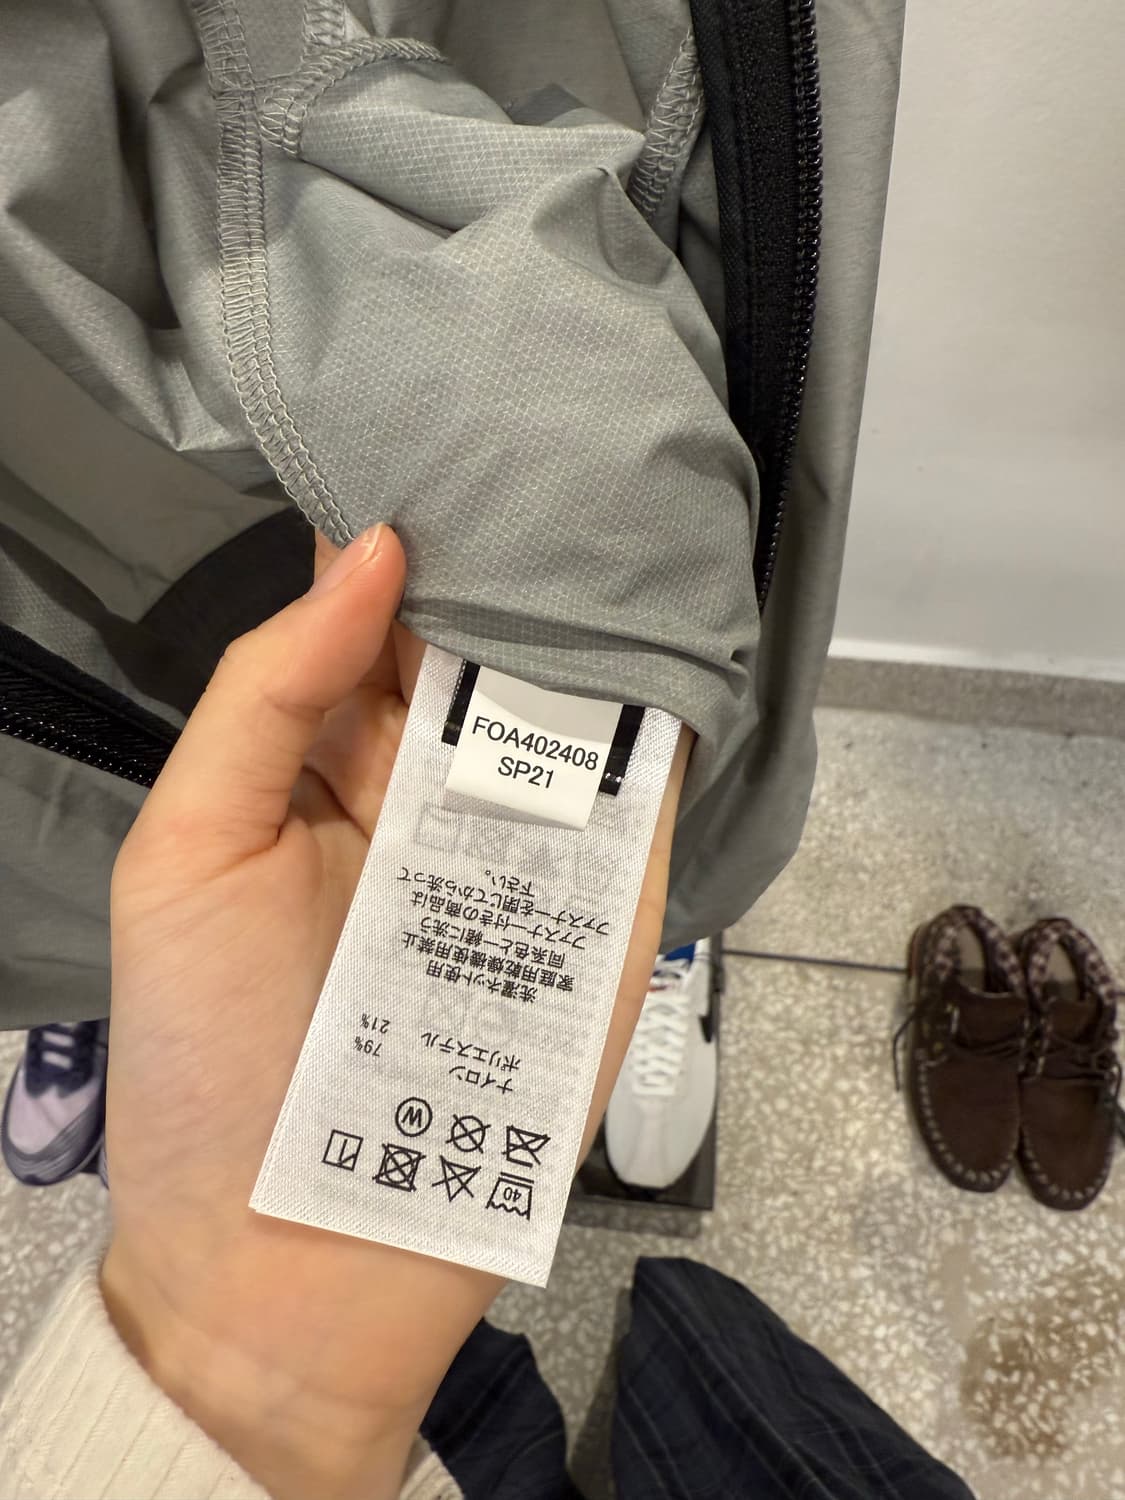 FOA402408
SP21
40
W
ナイロン 79%
ポリエステル 21%
洗濯ネット使用
家庭用乾燥機使用禁止
同系色と一緒に洗う
ファスナー付きの商品は
ファスナーを閉じてから洗って
下さい。